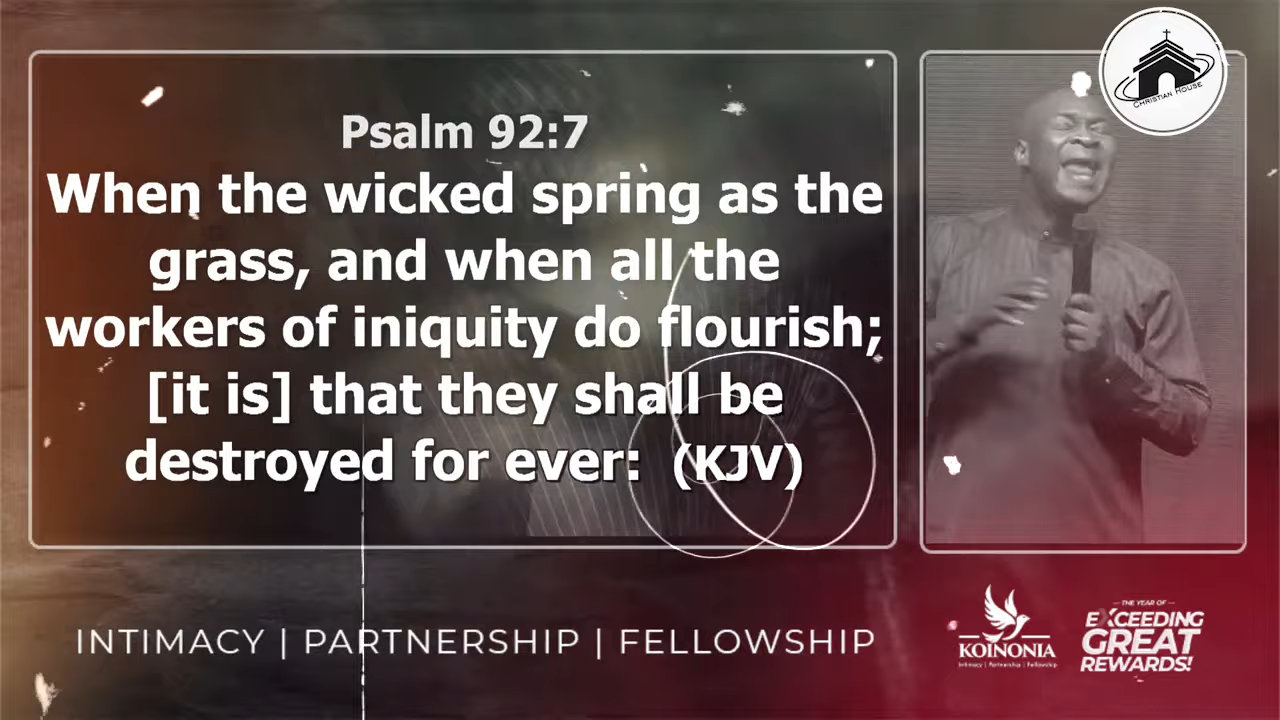 Psalm 92:7
When the wicked spring as the
grass, and when all the
workers of iniquity do flourish;
[it is] that they shall be
destroyed for ever: (KJV)
CHRISTIAN HOUSE
INTIMACY | PARTNERSHIP | FELLOWSHIP
KOINONIA
Intimacy | Partnership | Fellowship
THE YEAR OF
EXCEEDING
GREAT
REWARDS!